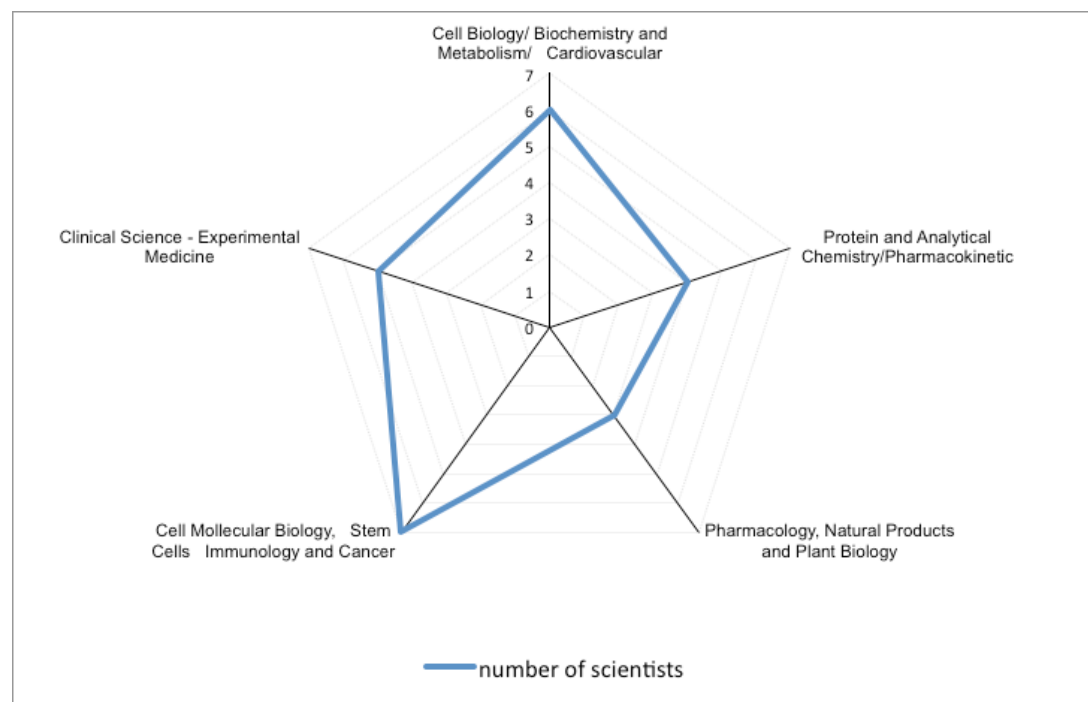 Cell Biology/ Biochemistry and
Metabolism/ Cardiovascular
7
6
5
4
3
2
1
0
Clinical Science - Experimental
Medicine
Protein and Analytical
Chemistry/Pharmacokinetic
Cell Mollecular Biology, Stem
Cells Immunology and Cancer
Pharmacology, Natural Products
and Plant Biology
number of scientists